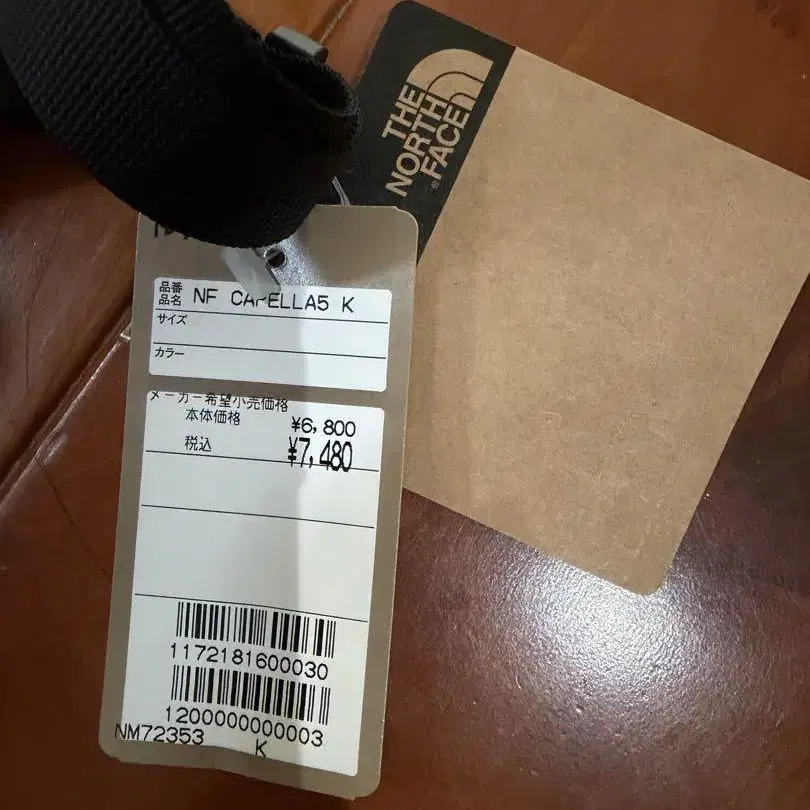 THE
NORTH
FACE
品番
品名 NF CAPELLA5 K
サイズ
カラー
メーカー希望小売価格
本体価格 ¥6,800
税込 ¥7,480
1172181600030
1200000000003
NM72353 K